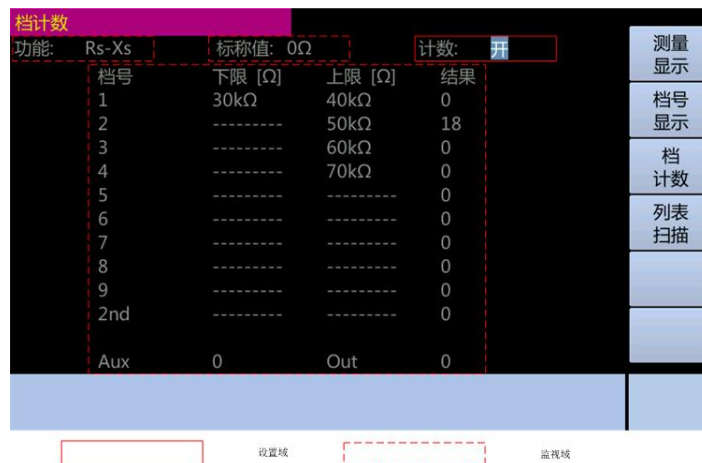 档计数
功能: Rs-Xs 标称值: 0Ω 计数: 开
档号 下限 [Ω] 上限 [Ω] 结果
1 30kΩ 40kΩ 0
2 --------- 50kΩ 18
3 --------- 60kΩ 0
4 --------- 70kΩ 0
5 --------- --------- 0
6 --------- --------- 0
7 --------- --------- 0
8 --------- --------- 0
9 --------- --------- 0
2nd --------- --------- 0
Aux 0 Out 0
测量
显示
档号
显示
档
计数
列表
扫描
设置域 监视域